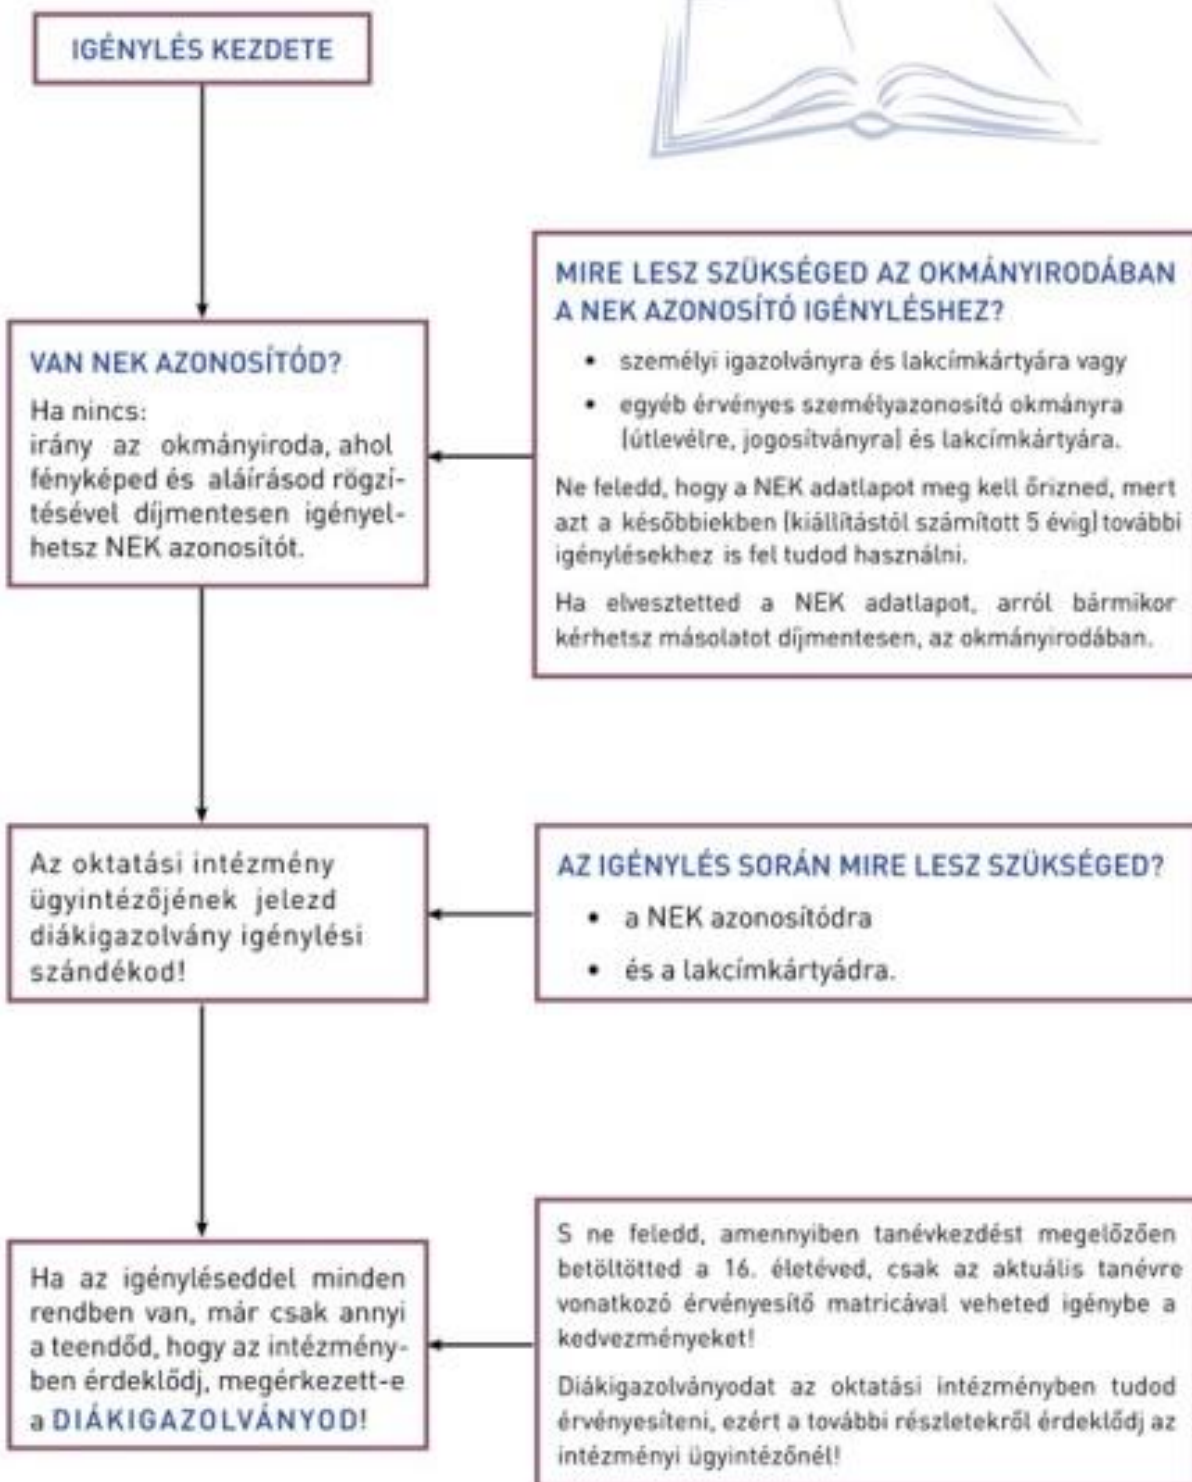 IGÉNYLÉS KEZDETE
VAN NEK AZONOSÍTÓD?
Ha nincs:
irány az okmányiroda, ahol
fényképed és aláírásod rögzí-
tésével díjmentesen igényel-
hetsz NEK azonosítót.
MIRE LESZ SZÜKSÉGED AZ OKMÁNYIRODÁBAN
A NEK AZONOSÍTÓ IGÉNYLÉSHEZ?
• személyi igazolványra és lakcímkártyára vagy
• egyéb érvényes személyazonosító okmányra
(útlevélre, jogosítványra) és lakcímkártyára.
Ne feledd, hogy a NEK adatlapot meg kell őrizned, mert
azt a későbbiekben (kiállítástól számított 5 évig) további
igénylésekhez is fel tudod használni.
Ha elvesztetted a NEK adatlapot, arról bármikor
kérhetsz másolatot díjmentesen, az okmányirodában.
Az oktatási intézmény
ügyintézőjének jelezd
diákigazolvány igénylési
szándékod!
AZ IGÉNYLÉS SORÁN MIRE LESZ SZÜKSÉGED?
• a NEK azonosítódra
• és a lakcímkártyádra.
Ha az igényléseddel minden
rendben van, már csak annyi
a teendőd, hogy az intézmény-
ben érdeklődj, megérkezett-e
a DIÁKIGAZOLVÁNYOD!
S ne feledd, amennyiben tanévkezdést megelőzően
betöltötted a 16. életéved, csak az aktuális tanévre
vonatkozó érvényesítő matricával veheted igénybe a
kedvezményeket!
Diákigazolványodat az oktatási intézményben tudod
érvényesíteni, ezért a további részletekről érdeklődj az
intézményi ügyintézőnél!